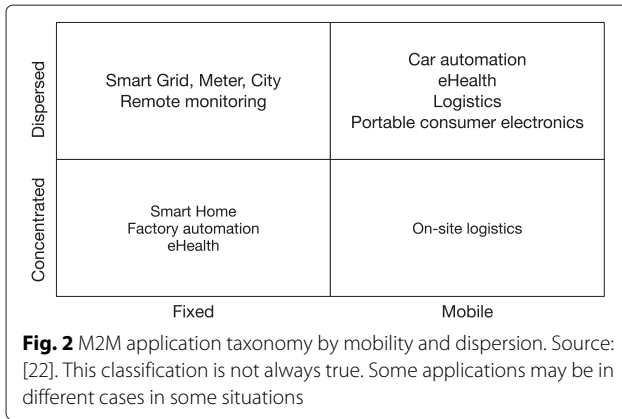 Dispersed
Smart Grid, Meter, City
Remote monitoring
Car automation
eHealth
Logistics
Portable consumer electronics
Concentrated
Smart Home
Factory automation
eHealth
On-site logistics
Fixed
Mobile
Fig. 2 M2M application taxonomy by mobility and dispersion. Source:
[22]. This classification is not always true. Some applications may be in
different cases in some situations